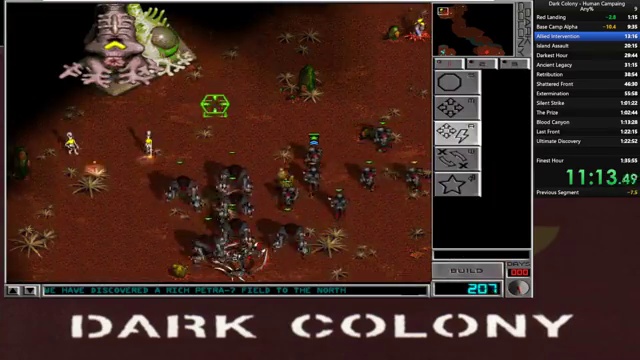 Dark Colony - Human Campaing
Any% 9
Red Landing -2.8 1:15
Base Camp Alpha -10.4 9:35
Allied Intervention 13:16
Island Assault 20:15
Darkest Hour 29:44
Ancient Legacy 31:15
Retribution 38:54
Shattered Front 46:30
Extermination 55:58
Silent Strike 1:01:22
The Prize 1:02:44
Blood Canyon 1:13:28
Last Front 1:22:15
Ultimate Discovery 1:22:52
Finest Hour 1:35:55
11:13.49
Previous Segment -7.5
BUILD
DAYS
000
207
WE HAVE DISCOVERED A RICH PETRA-7 FIELD TO THE NORTH
DARK COLONY